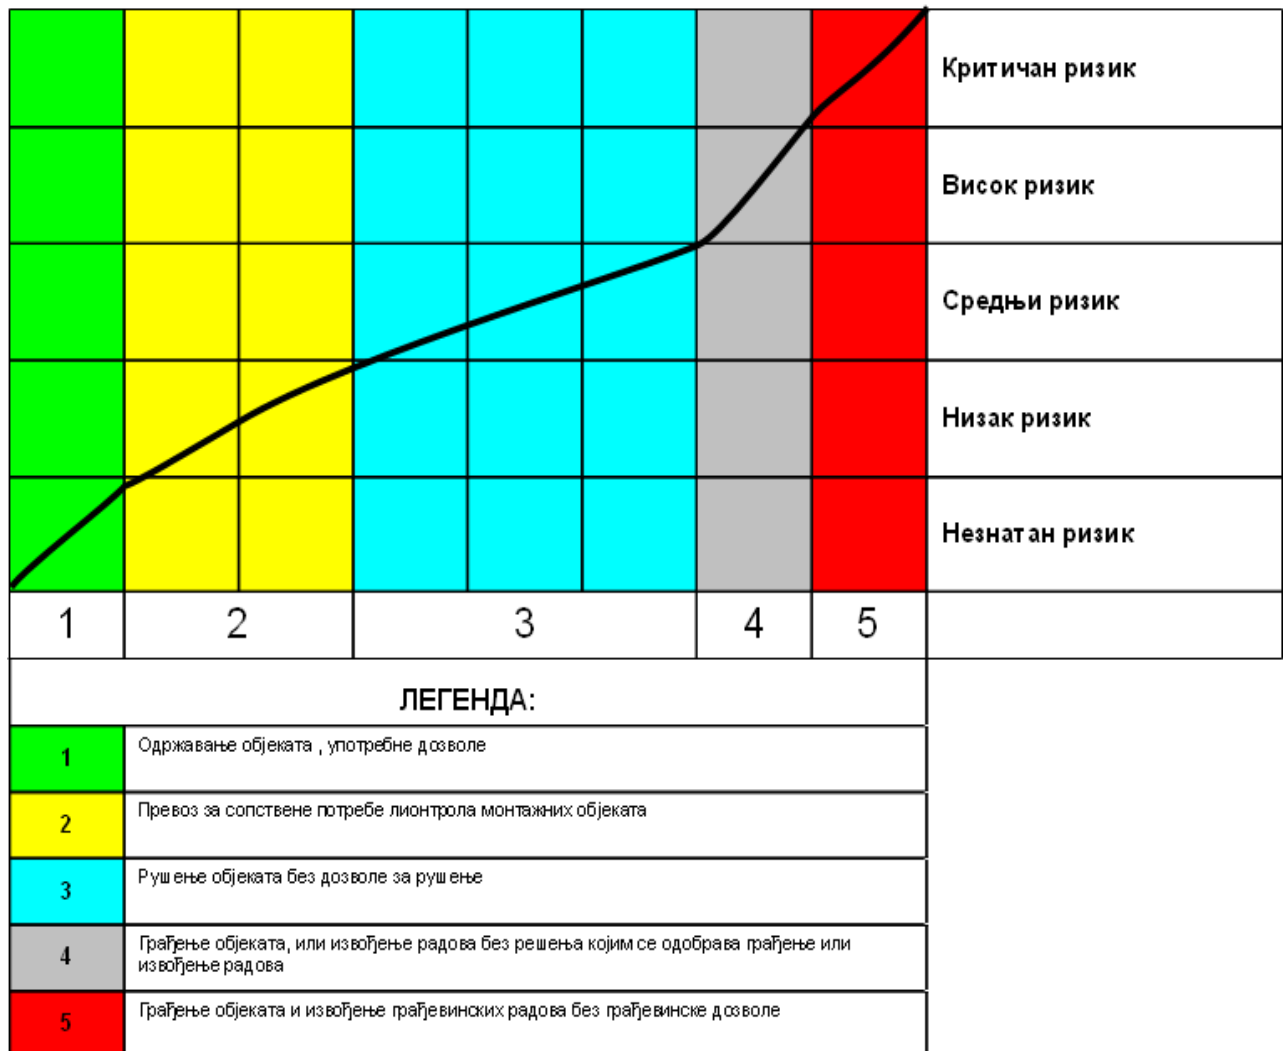 Критичан ризик
Висок ризик
Средњи ризик
Низак ризик
Незнатан ризик
1 2 3 4 5
ЛЕГЕНДА:
1 Одржавање објеката , употребне дозволе
2 Превоз за сопствене потребе лионтрола монтажних објеката
3 Рушење објеката без дозволе за рушење
4 Грађење објеката, или извођење радова без решења којим се одобрава грађење или
извођење радова
5 Грађење објеката и извођење грађевинских радова без грађевинске дозволе